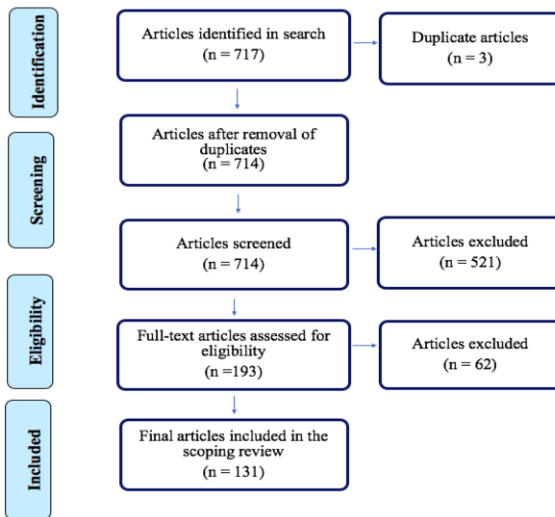 Identification
Articles identified in search
(n = 717)
Duplicate articles
(n = 3)
Screening
Articles after removal of
duplicates
(n = 714)
Articles screened
(n = 714)
Articles excluded
(n = 521)
Eligibility
Full-text articles assessed for
eligibility
(n =193)
Articles excluded
(n = 62)
Included
Final articles included in the
scoping review
(n = 131)